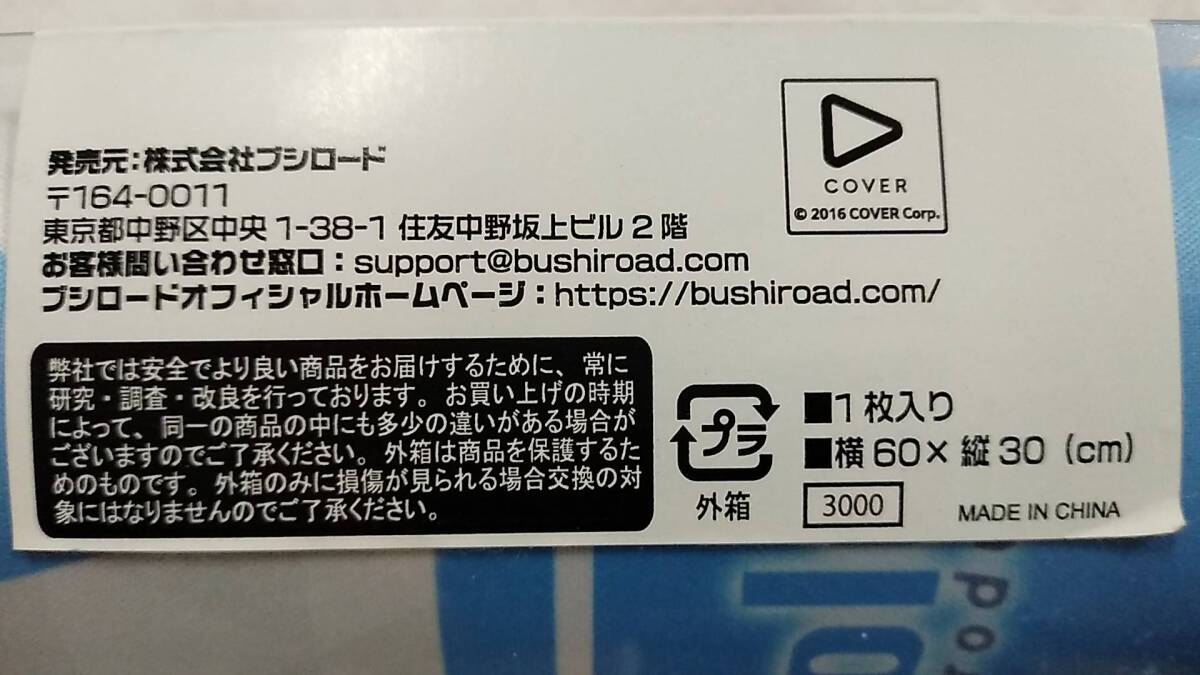 発売元：株式会社ブシロード
〒164-0011
東京都中野区中央1-38-1 住友中野坂上ビル2階
お客様問い合わせ窓口：support@bushiroad.com
ブシロードオフィシャルホームページ：https://bushiroad.com/
COVER
© 2016 COVER Corp.
弊社では安全でより良い商品をお届けするために、常に
研究・調査・改良を行っております。お買い上げの時期
によって、同一の商品の中にも多少の違いがある場合が
ございますのでご了承ください。外箱は商品を保護するた
めのものです。外箱のみに損傷が見られる場合交換の対
象にはなりませんのでご了承ください。
プラ
外箱
■1枚入り
■横60×縦30（cm）
3000
MADE IN CHINA